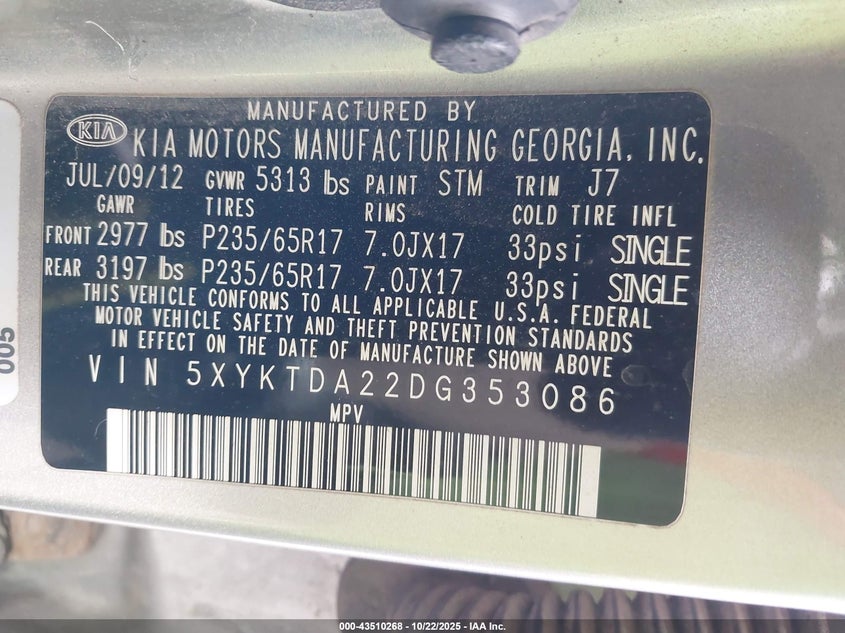 MANUFACTURED BY
KIA KIA MOTORS MANUFACTURING GEORGIA, INC.
JUL/09/12 GVWR 5313 lbs PAINT STM TRIM J7
GAWR TIRES RIMS COLD TIRE INFL
FRONT 2977 lbs P235/65R17 7.0JX17 33psi SINGLE
REAR 3197 lbs P235/65R17 7.0JX17 33psi SINGLE
THIS VEHICLE CONFORMS TO ALL APPLICABLE U.S.A. FEDERAL
MOTOR VEHICLE SAFETY AND THEFT PREVENTION STANDARDS
IN EFFECT ON THE DATE OF MANUFACTURE SHOWN ABOVE
VIN 5XYKTDA22DG353086
MPV
005
000-43510268 - 10/22/2025 - IAA Inc.